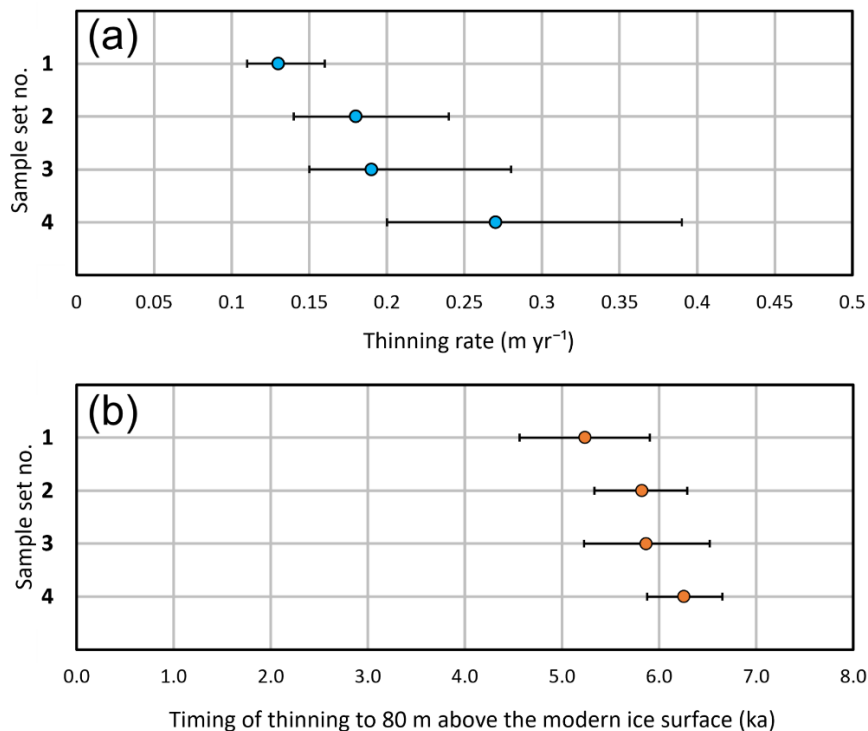 (a)
Sample set no.
1
2
3
4
0 0.05 0.1 0.15 0.2 0.25 0.3 0.35 0.4 0.45 0.5
Thinning rate (m yr⁻¹)
(b)
Sample set no.
1
2
3
4
0.0 1.0 2.0 3.0 4.0 5.0 6.0 7.0 8.0
Timing of thinning to 80 m above the modern ice surface (ka)